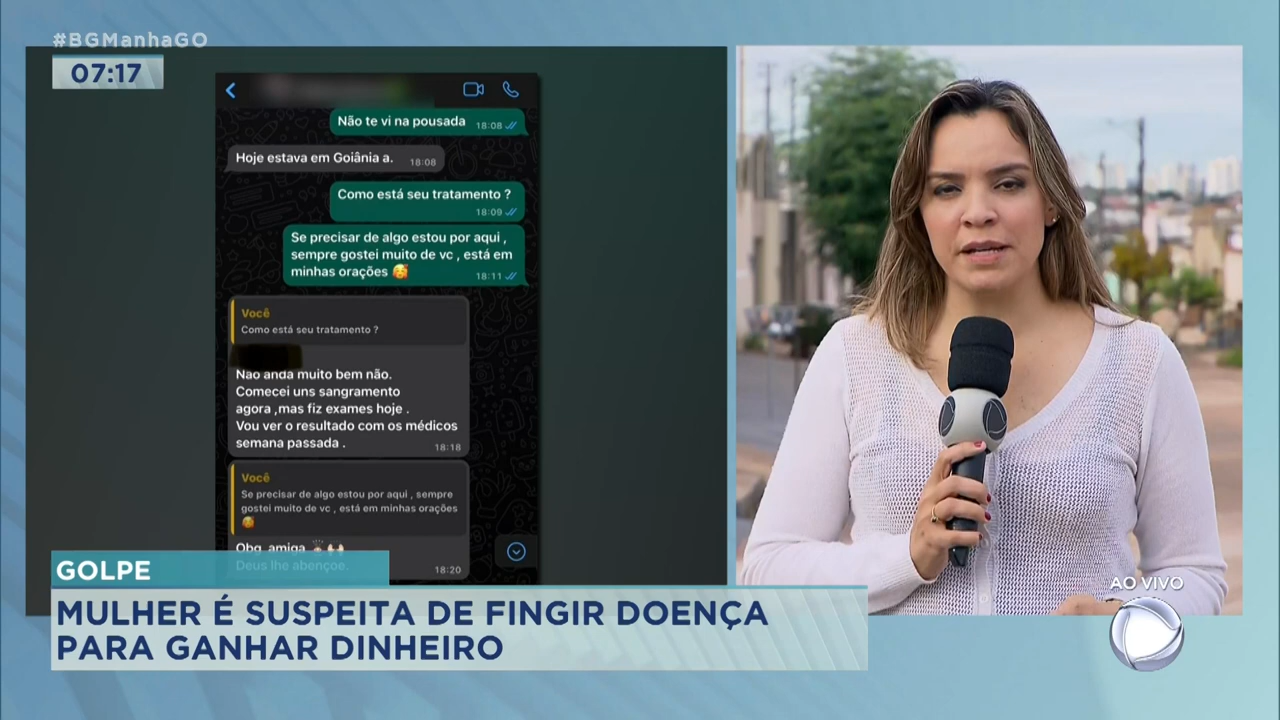 #BGManhaGO
07:17
Não te vi na pousada
18:08
Hoje estava em Goiânia a.
18:08
Como está seu tratamento ?
18:09
Se precisar de algo estou por aqui ,
sempre gostei muito de vc , está em
minhas orações 🥰
18:11
Você
Como está seu tratamento ?
Não anda muito bem não.
Comecei uns sangramento
agora ,mas fiz exames hoje .
Vou ver o resultado com os médicos
semana passada .
18:18
Você
Se precisar de algo estou por aqui , sempre
gostei muito de vc , está em minhas orações
🥰
Obg amiga
Deus lhe abençoe.
18:20
GOLPE
MULHER É SUSPEITA DE FINGIR DOENÇA
PARA GANHAR DINHEIRO
AO VIVO